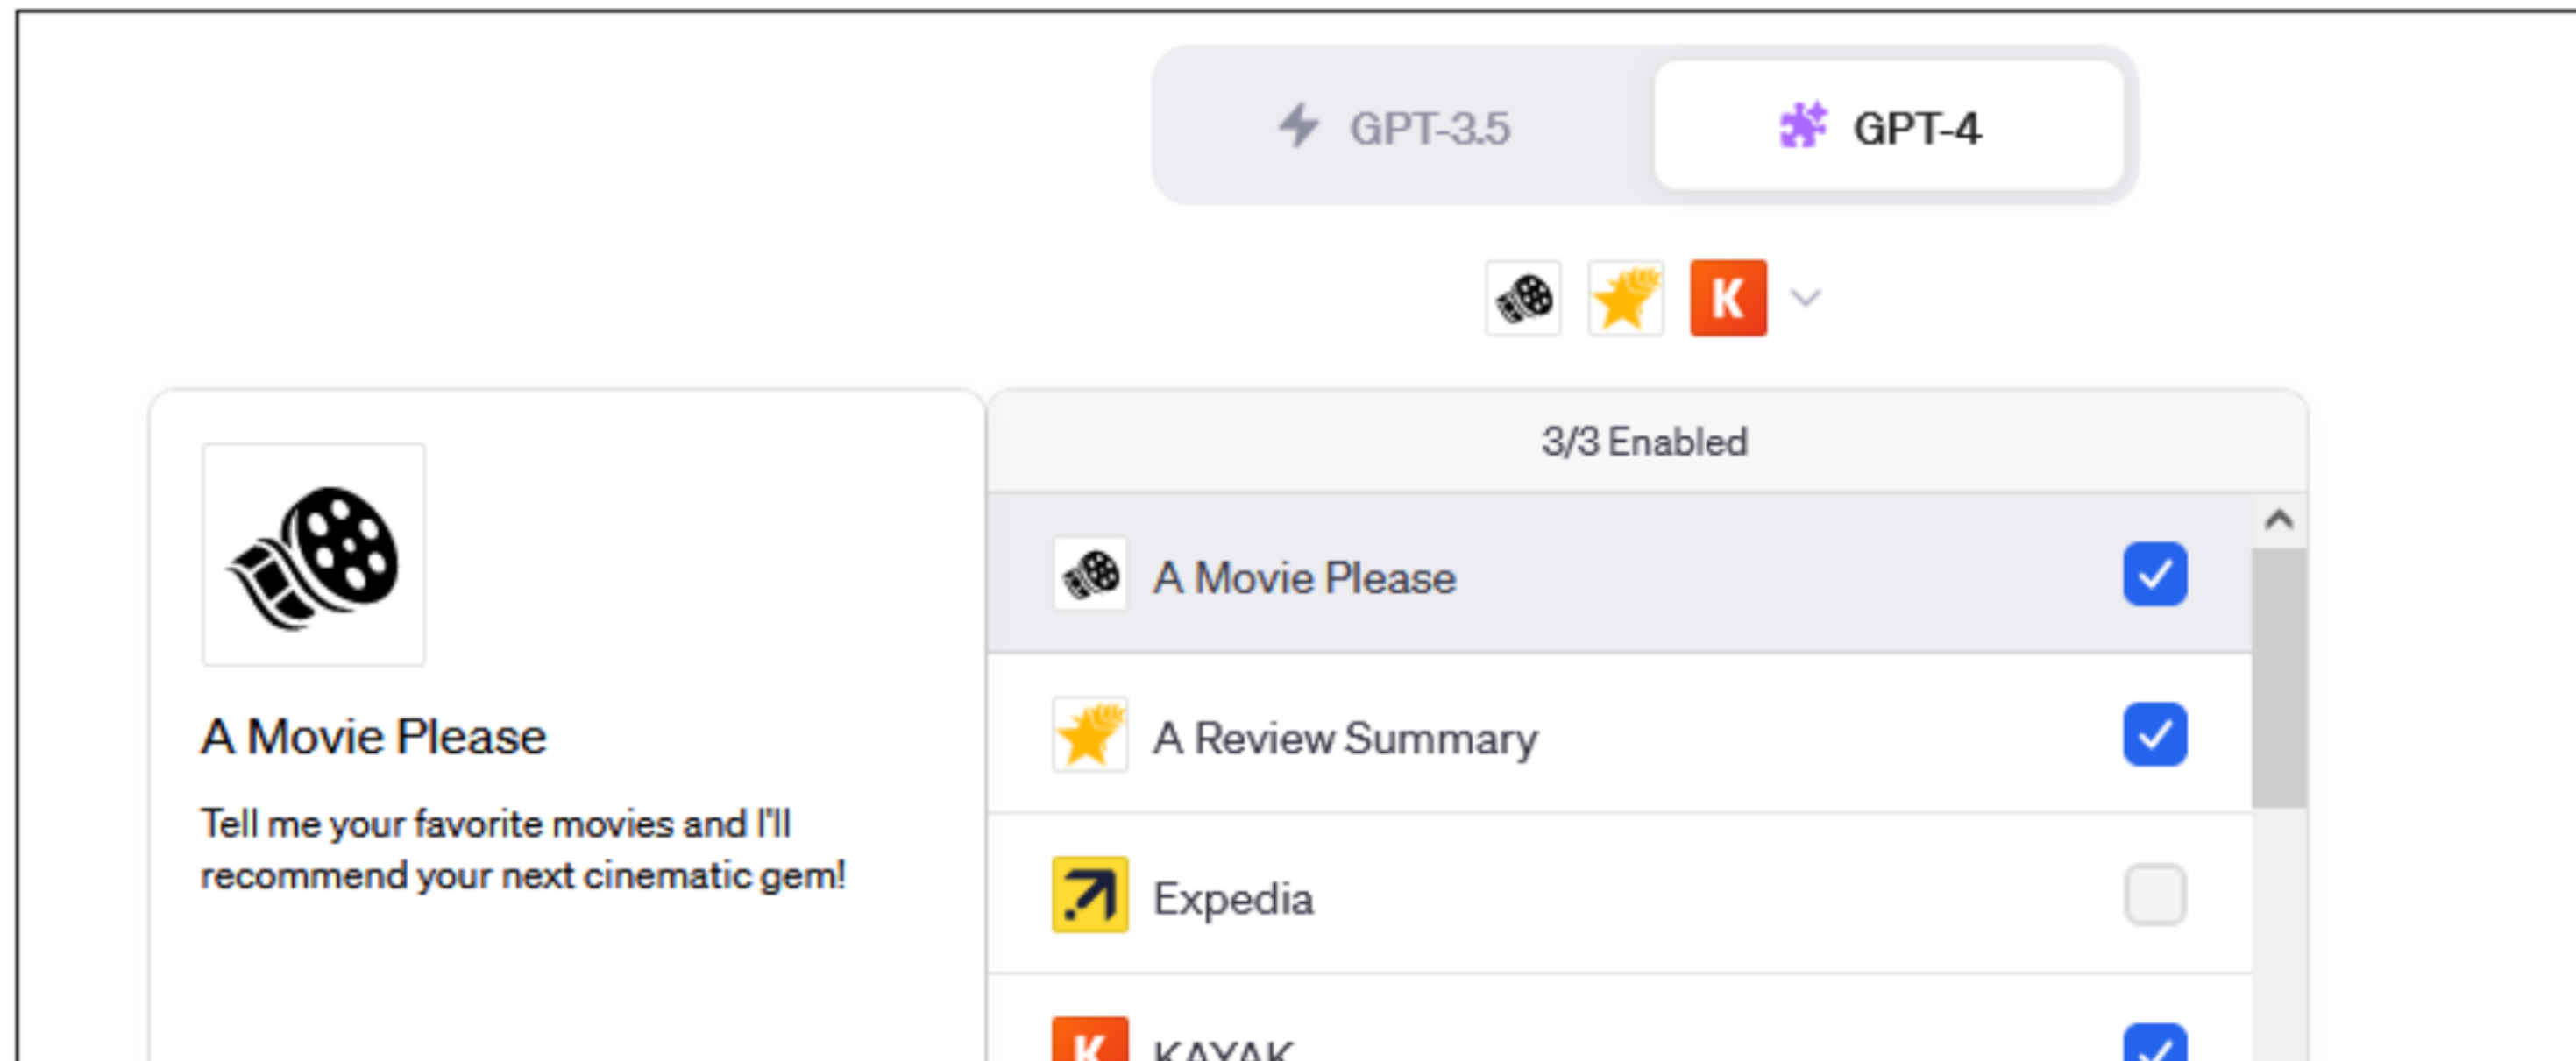 GPT-3.5
GPT-4
K
3/3 Enabled
A Movie Please
Tell me your favorite movies and I'll
recommend your next cinematic gem!
A Movie Please
A Review Summary
Expedia
K
KAYAK